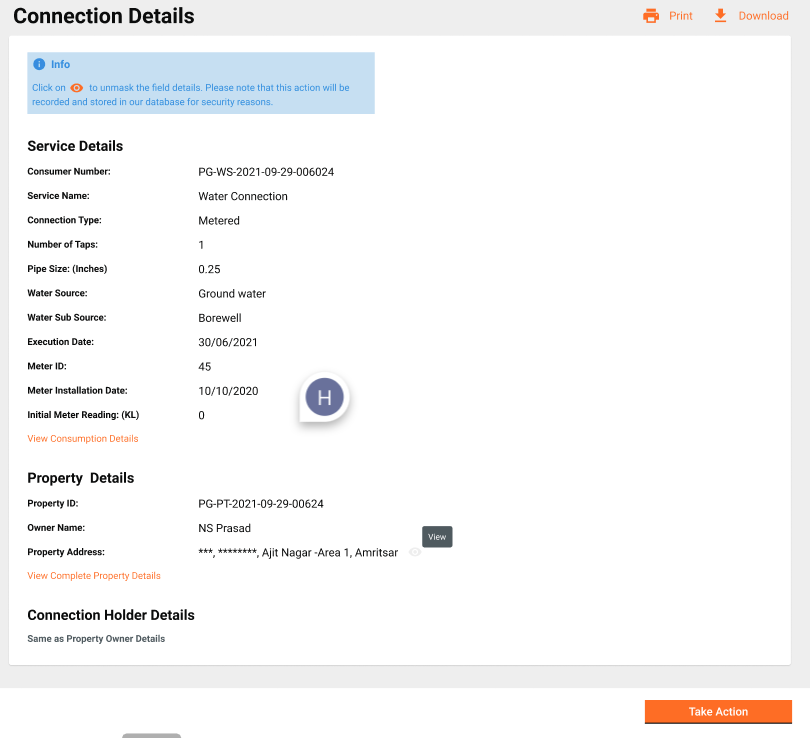 Connection Details
Print
Download
Info
Click on to unmask the field details. Please note that this action will be
recorded and stored in our database for security reasons.
Service Details
Consumer Number: PG-WS-2021-09-29-006024
Service Name: Water Connection
Connection Type: Metered
Number of Taps: 1
Pipe Size: (Inches) 0.25
Water Source: Ground water
Water Sub Source: Borewell
Execution Date: 30/06/2021
Meter ID: 45
Meter Installation Date: 10/10/2020
H
Initial Meter Reading: (KL) 0
View Consumption Details
Property Details
Property ID: PG-PT-2021-09-29-00624
Owner Name: NS Prasad
View
Property Address: ***, ********, Ajit Nagar -Area 1, Amritsar
View Complete Property Details
Connection Holder Details
Same as Property Owner Details
Take Action